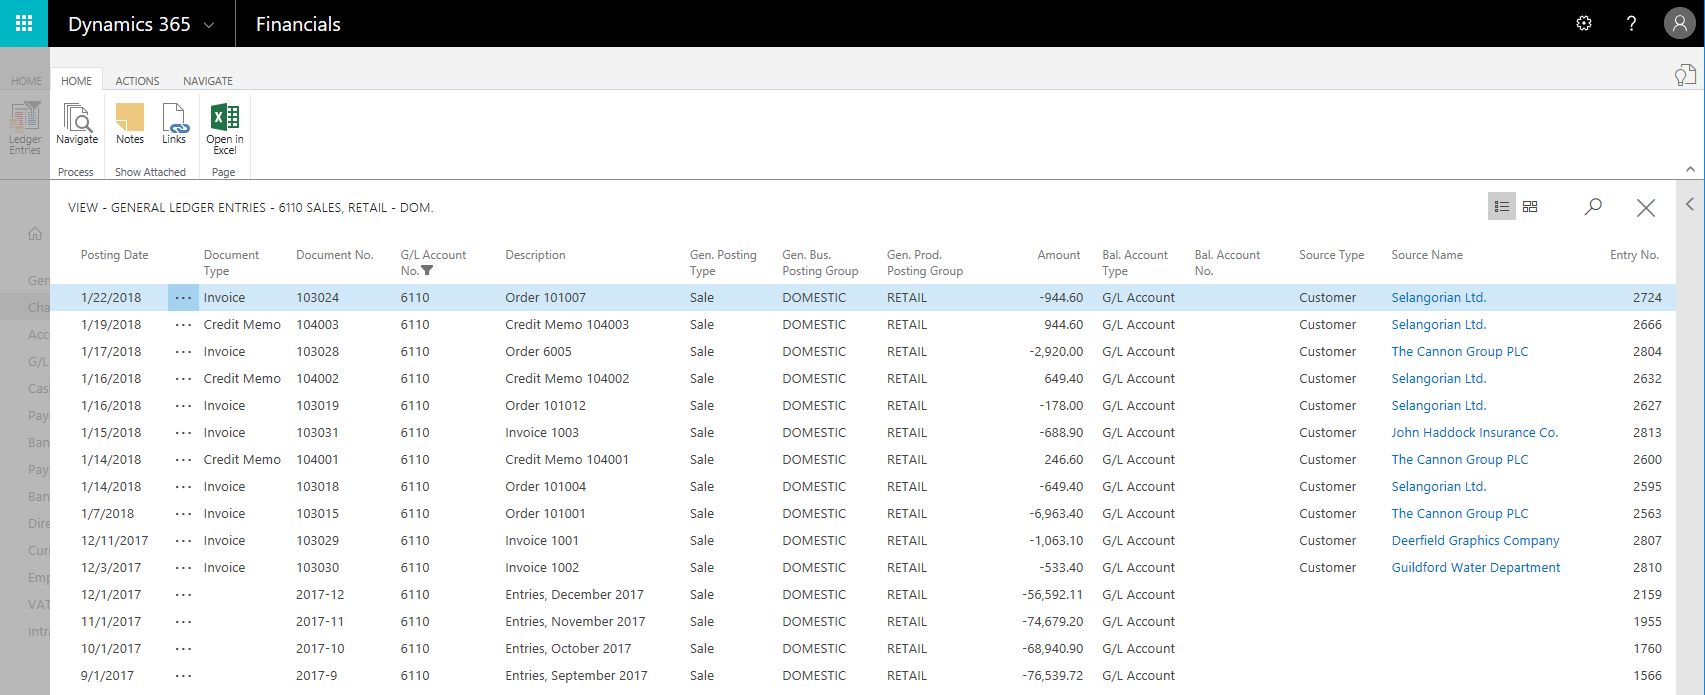 Dynamics 365 Financials ?
HOME HOME ACTIONS NAVIGATE
Ledger Entries
Navigate Notes Links Open in Excel
Process Show Attached Page
VIEW - GENERAL LEDGER ENTRIES - 6110 SALES, RETAIL - DOM.
Posting Date Document Type Document No. G/L Account No. Description Gen. Posting Type Gen. Bus. Posting Group Gen. Prod. Posting Group Amount Bal. Account Type Bal. Account No. Source Type Source Name Entry No.
1/22/2018 ··· Invoice 103024 6110 Order 101007 Sale DOMESTIC RETAIL -944.60 G/L Account Customer Selangorian Ltd. 2724
1/19/2018 ··· Credit Memo 104003 6110 Credit Memo 104003 Sale DOMESTIC RETAIL 944.60 G/L Account Customer Selangorian Ltd. 2666
1/17/2018 ··· Invoice 103028 6110 Order 6005 Sale DOMESTIC RETAIL -2,920.00 G/L Account Customer The Cannon Group PLC 2804
1/16/2018 ··· Credit Memo 104002 6110 Credit Memo 104002 Sale DOMESTIC RETAIL 649.40 G/L Account Customer Selangorian Ltd. 2632
1/16/2018 ··· Invoice 103019 6110 Order 101012 Sale DOMESTIC RETAIL -178.00 G/L Account Customer Selangorian Ltd. 2627
1/15/2018 ··· Invoice 103031 6110 Invoice 1003 Sale DOMESTIC RETAIL -688.90 G/L Account Customer John Haddock Insurance Co. 2813
1/14/2018 ··· Credit Memo 104001 6110 Credit Memo 104001 Sale DOMESTIC RETAIL 246.60 G/L Account Customer The Cannon Group PLC 2600
1/14/2018 ··· Invoice 103018 6110 Order 101004 Sale DOMESTIC RETAIL -649.40 G/L Account Customer Selangorian Ltd. 2595
1/7/2018 ··· Invoice 103015 6110 Order 101001 Sale DOMESTIC RETAIL -6,963.40 G/L Account Customer The Cannon Group PLC 2563
12/11/2017 ··· Invoice 103029 6110 Invoice 1001 Sale DOMESTIC RETAIL -1,063.10 G/L Account Customer Deerfield Graphics Company 2807
12/3/2017 ··· Invoice 103030 6110 Invoice 1002 Sale DOMESTIC RETAIL -533.40 G/L Account Customer Guildford Water Department 2810
12/1/2017 ··· 2017-12 6110 Entries, December 2017 Sale DOMESTIC RETAIL -56,592.11 G/L Account 2159
11/1/2017 ··· 2017-11 6110 Entries, November 2017 Sale DOMESTIC RETAIL -74,679.20 G/L Account 1955
10/1/2017 ··· 2017-10 6110 Entries, October 2017 Sale DOMESTIC RETAIL -68,940.90 G/L Account 1760
9/1/2017 ··· 2017-9 6110 Entries, September 2017 Sale DOMESTIC RETAIL -76,539.72 G/L Account 1566
Gen
Cha
Acc
G/L
Cas
Pay
Ban
Pay
Ban
Dire
Curr
Emp
VAT
Intra